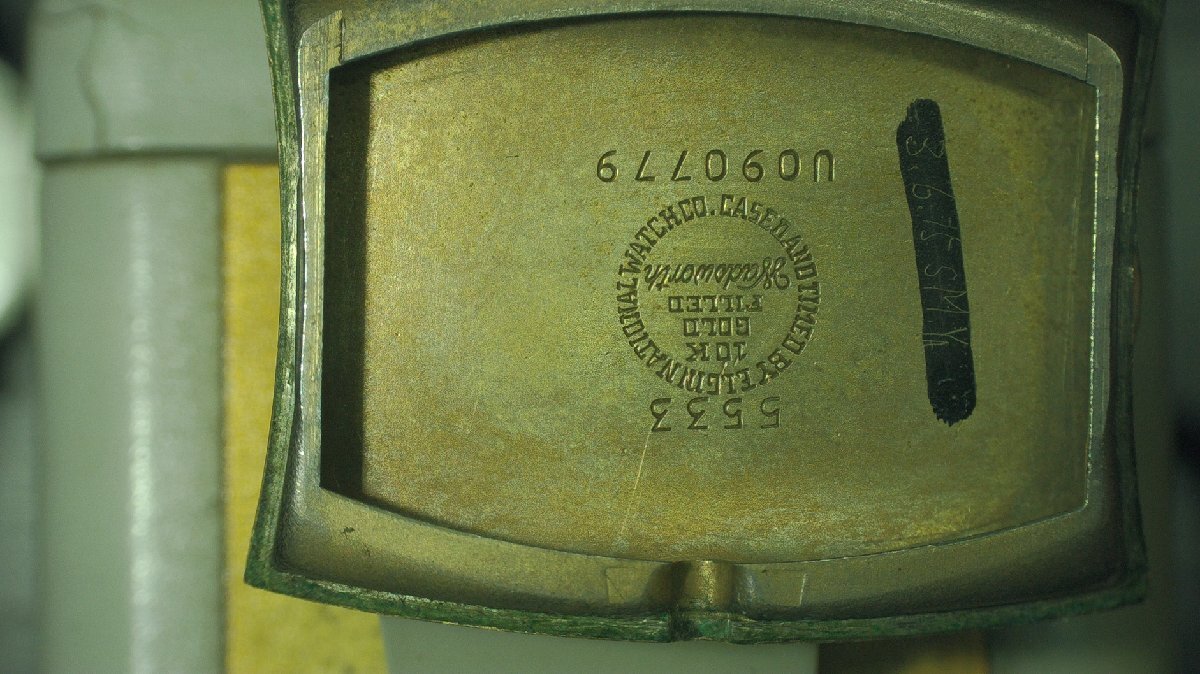 5533
CASED AND TIMED BY ELGIN NATIONAL WATCH CO.
10K
GOLD
FILLED
Wadsworth
U090779